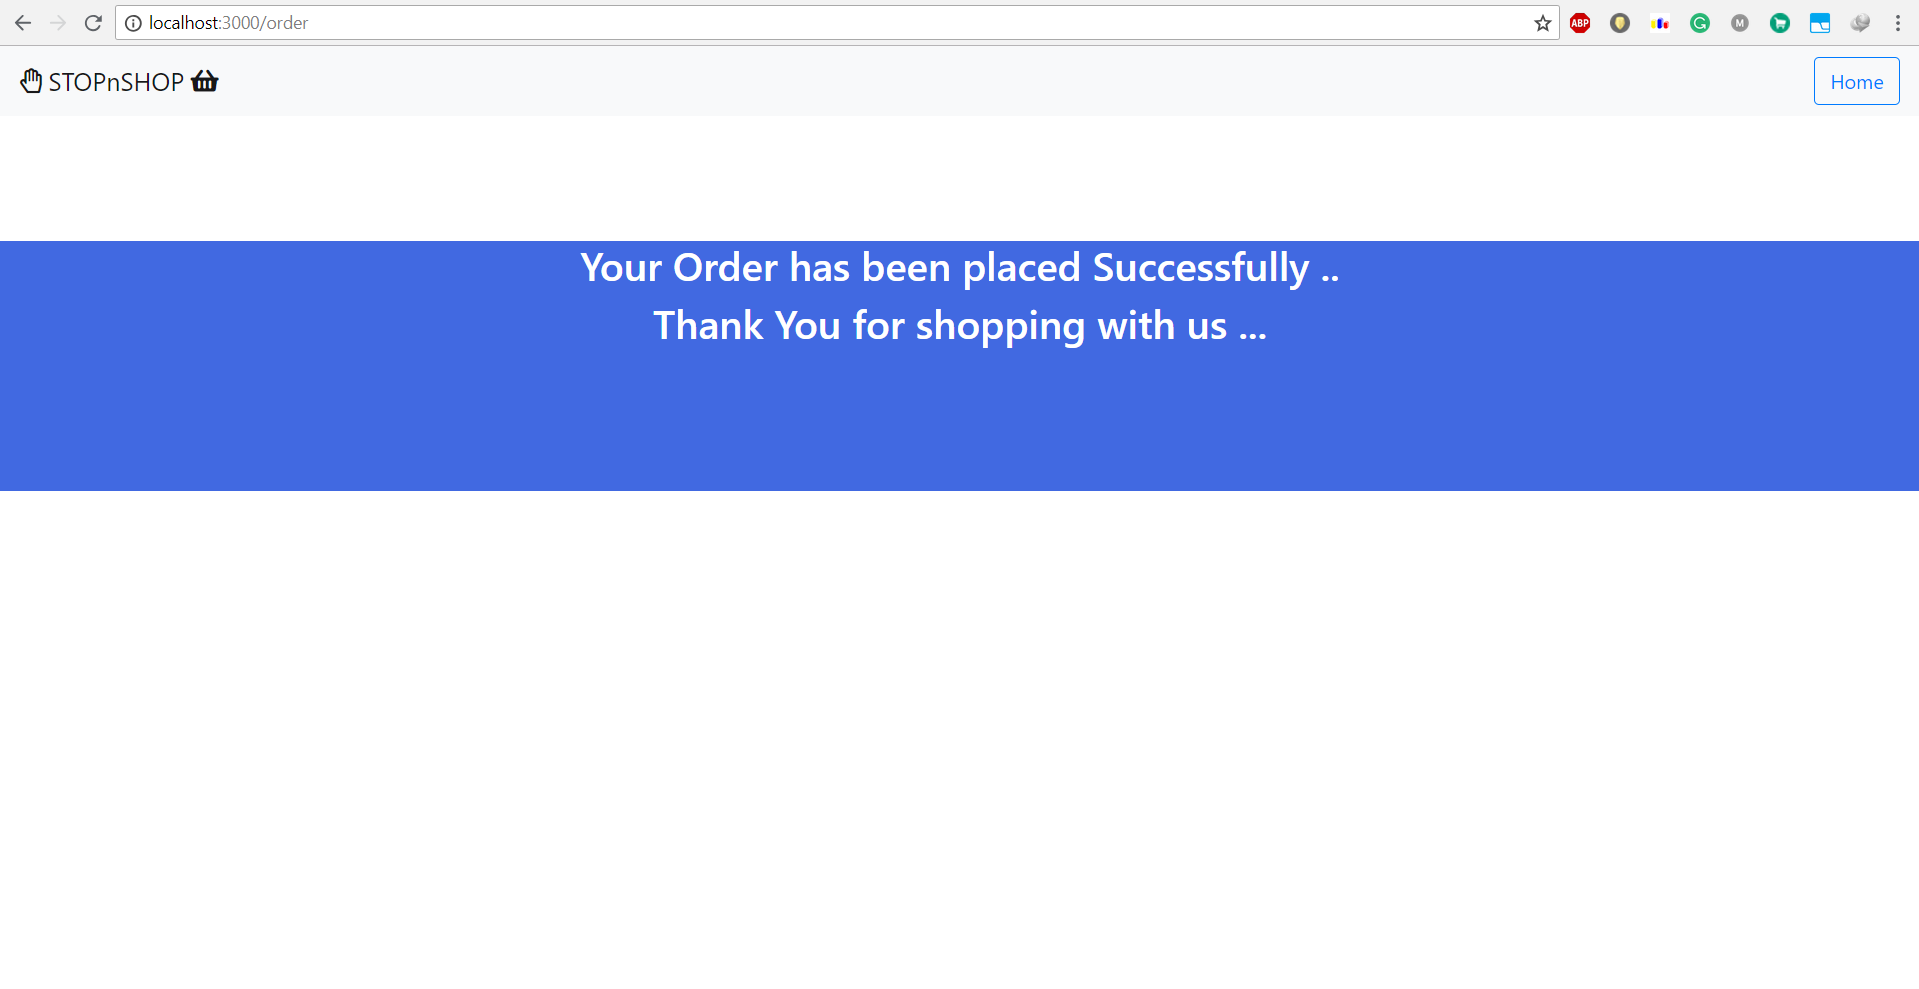 localhost:3000/order
ABP
G
M
STOPnSHOP
Home
Your Order has been placed Successfully ..
Thank You for shopping with us ...